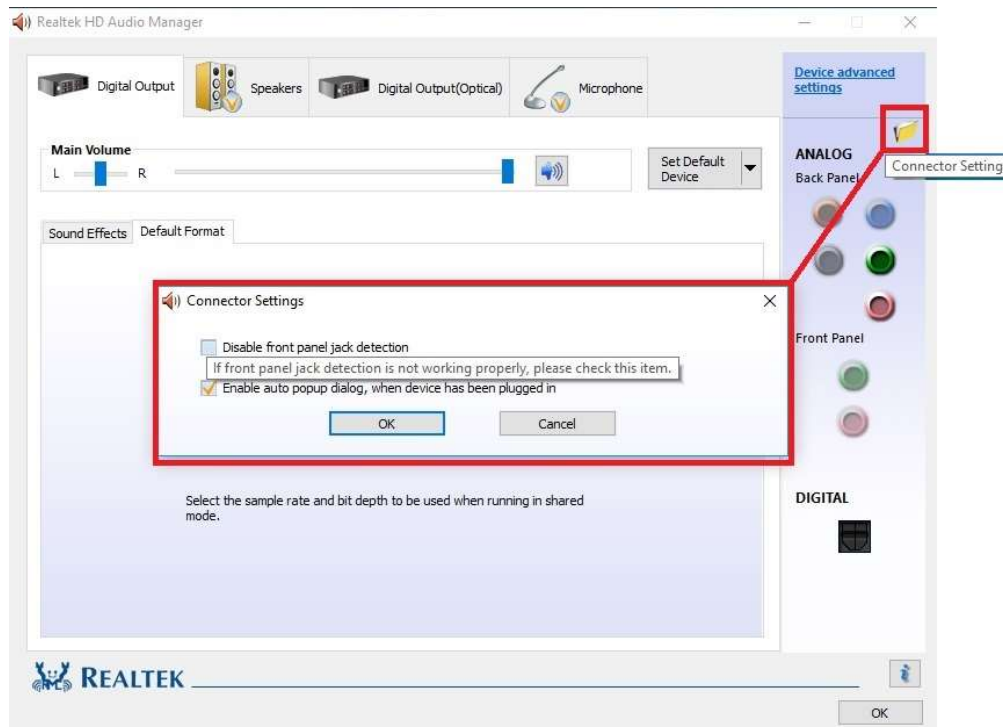 Realtek HD Audio Manager
Digital Output
Speakers
Digital Output(Optical)
Microphone
Device advanced
settings
Main Volume
L
R
Set Default
Device
ANALOG
Connector Setting
Back Panel
Sound Effects
Default Format
Connector Settings
Disable front panel jack detection
If front panel jack detection is not working properly, please check this item.
Enable auto popup dialog, when device has been plugged in
OK
Cancel
Front Panel
Select the sample rate and bit depth to be used when running in shared
mode.
DIGITAL
REALTEK
i
OK